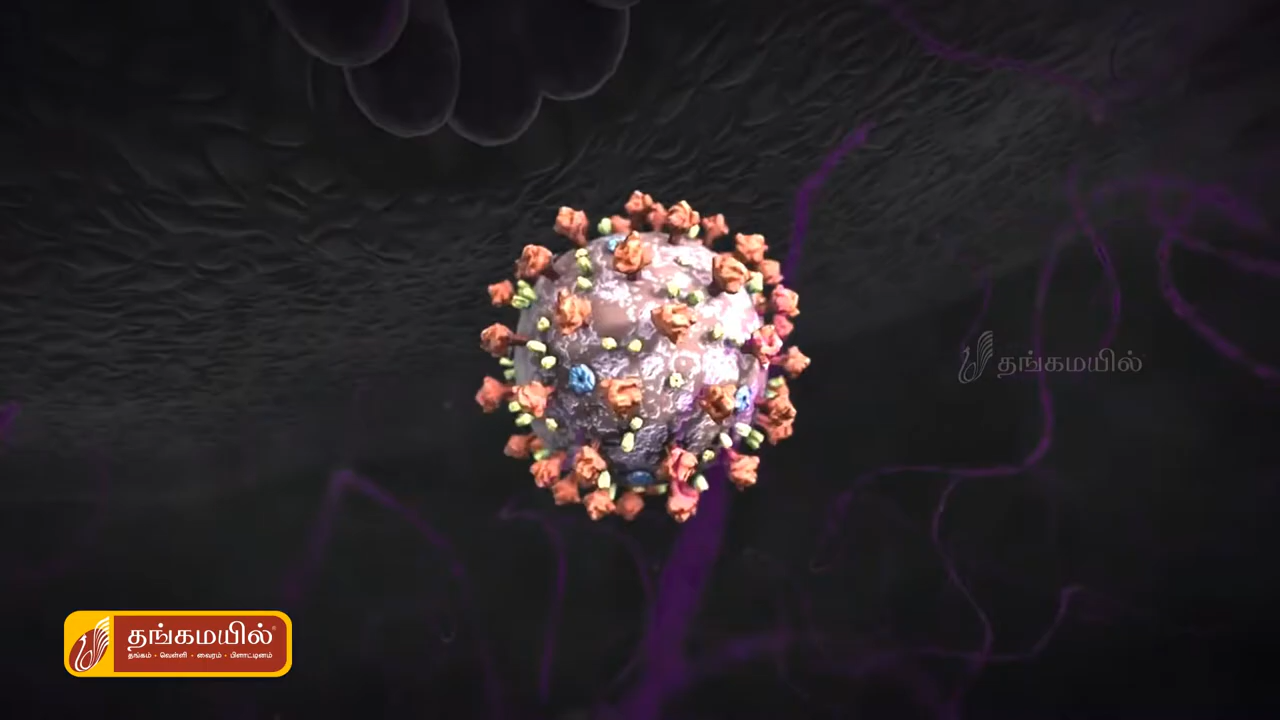 தங்கமயில்
தங்கமயில்
தங்கம் • வெள்ளி • வைரம் • பிளாட்டினம்